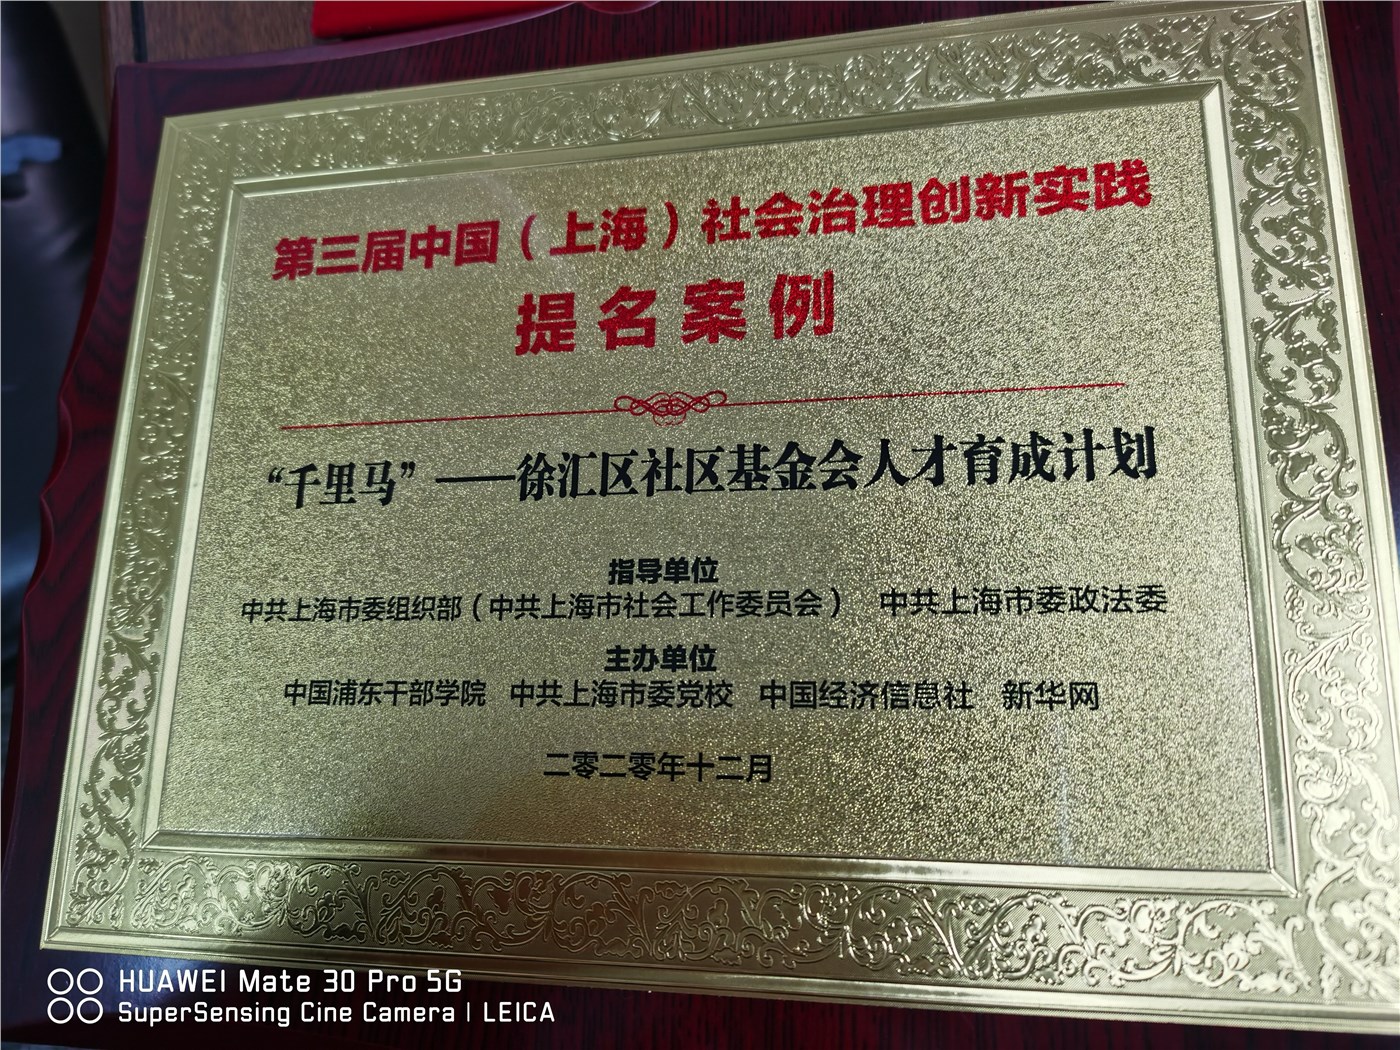 第三届中国（上海）社会治理创新实践
提名案例
“千里马”——徐汇区社区基金会人才育成计划
指导单位
中共上海市委组织部（中共上海市社会工作委员会） 中共上海市委政法委
主办单位
中国浦东干部学院 中共上海市委党校 中国经济信息社 新华网
二零二零年十二月
HUAWEI Mate 30 Pro 5G
SuperSensing Cine Camera | LEICA